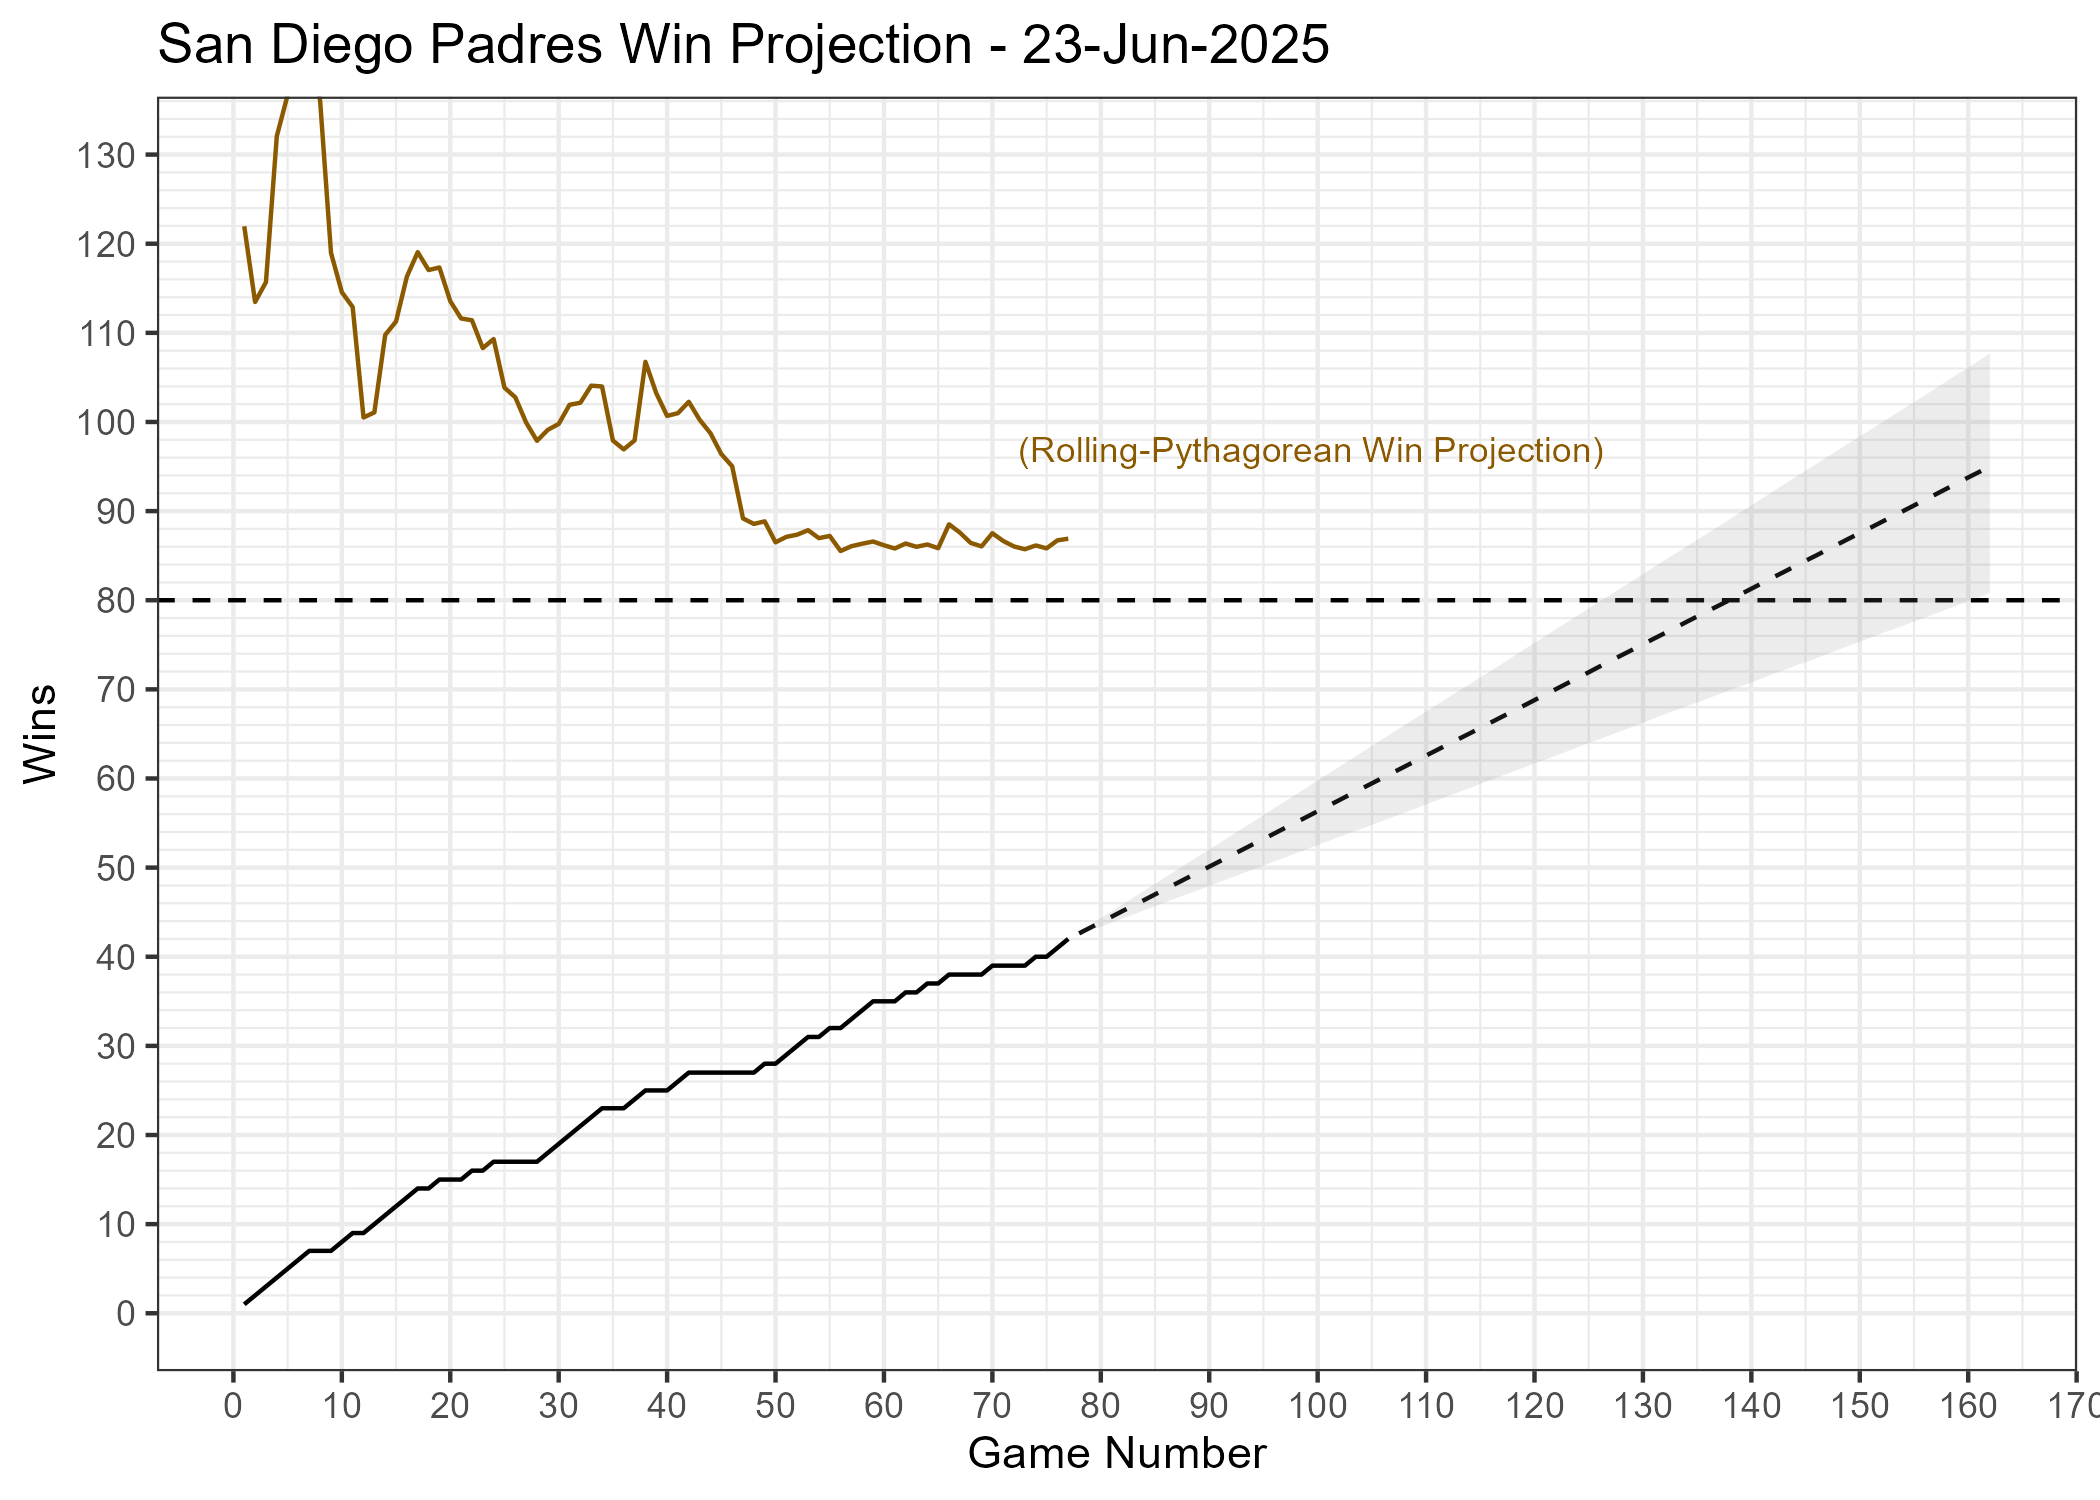 San Diego Padres Win Projection - 23-Jun-2025
130
120
110
100
(Rolling-Pythagorean Win Projection)
90
80
70
Wins
60
50
40
30
20
10
0
0 10 20 30 40 50 60 70 80 90 100 110 120 130 140 150 160 170
Game Number